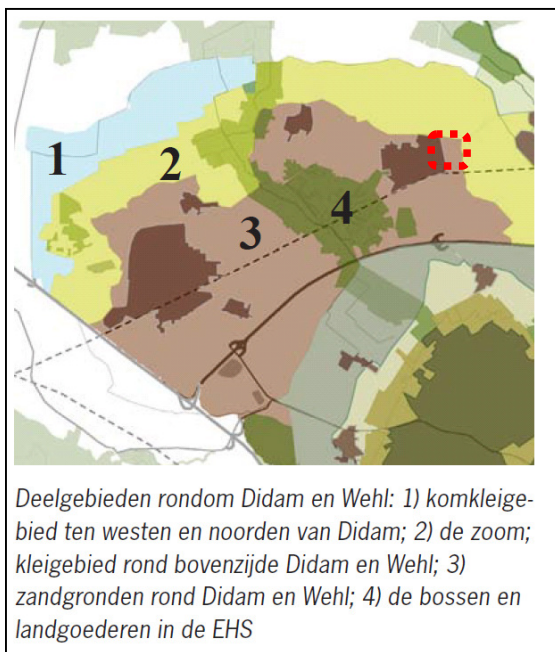 1
2
3
4
Deelgebieden rondom Didam en Wehl: 1) komkleige-
bied ten westen en noorden van Didam; 2) de zoom;
kleigebied rond bovenzijde Didam en Wehl; 3)
zandgronden rond Didam en Wehl; 4) de bossen en
landgoederen in de EHS